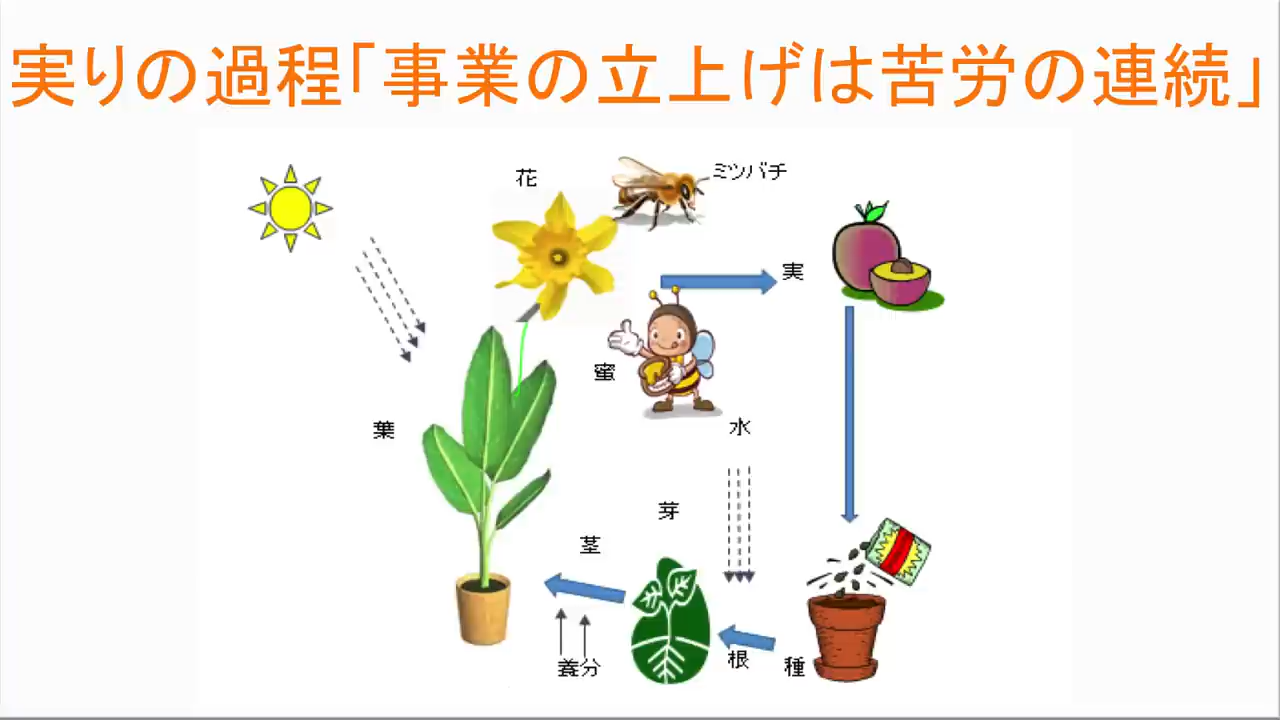 実りの過程「事業の立上げは苦労の連続」
花
ミツバチ
実
蜜
葉
水
芽
茎
養分
根
種